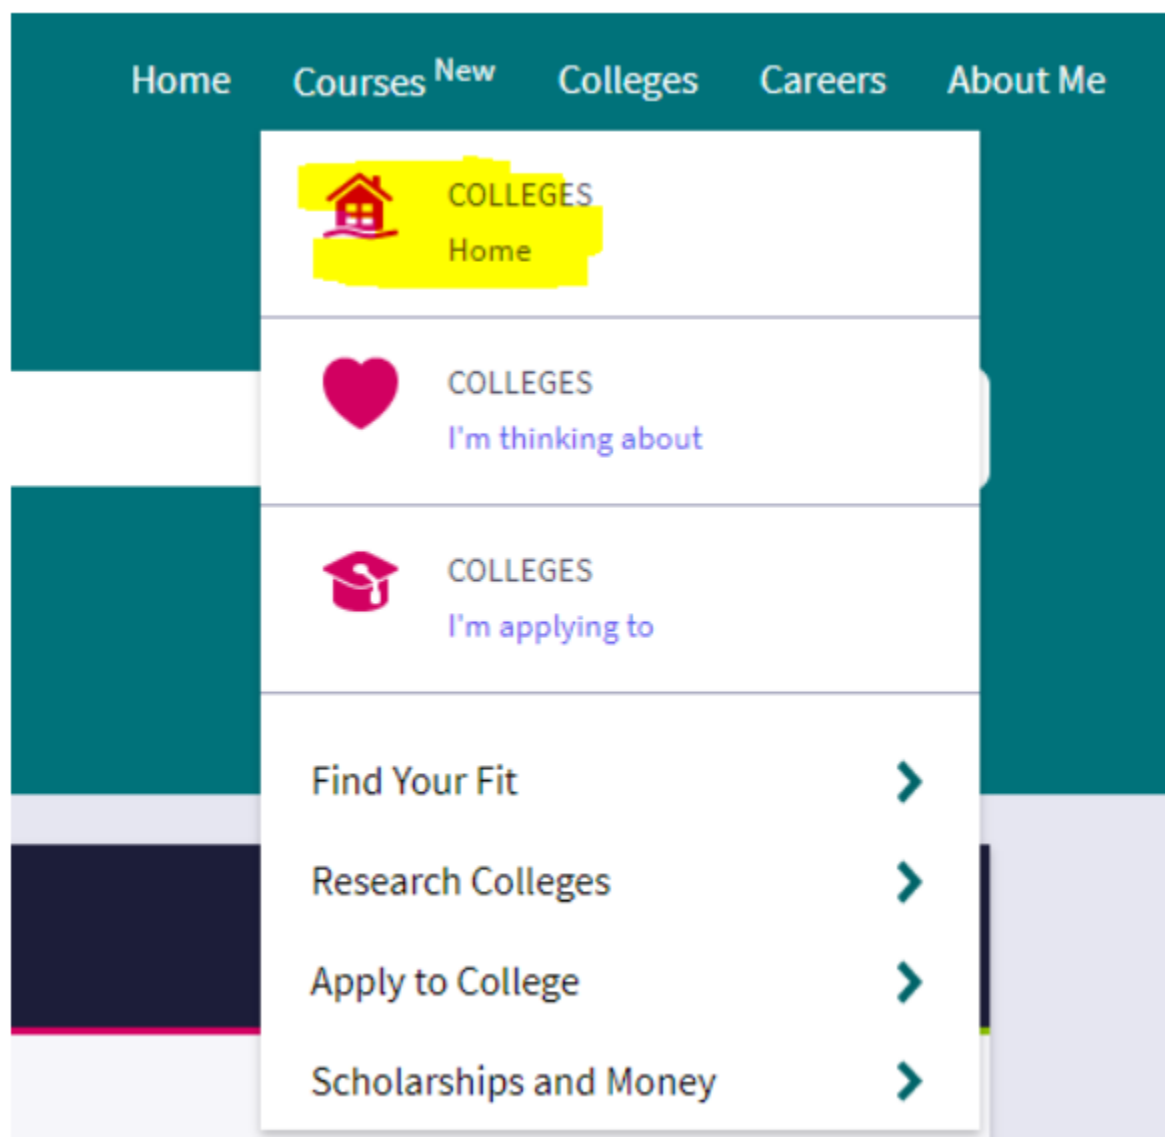 Home Courses New Colleges Careers About Me
COLLEGES
Home
COLLEGES
I'm thinking about
COLLEGES
I'm applying to
Find Your Fit
Research Colleges
Apply to College
Scholarships and Money